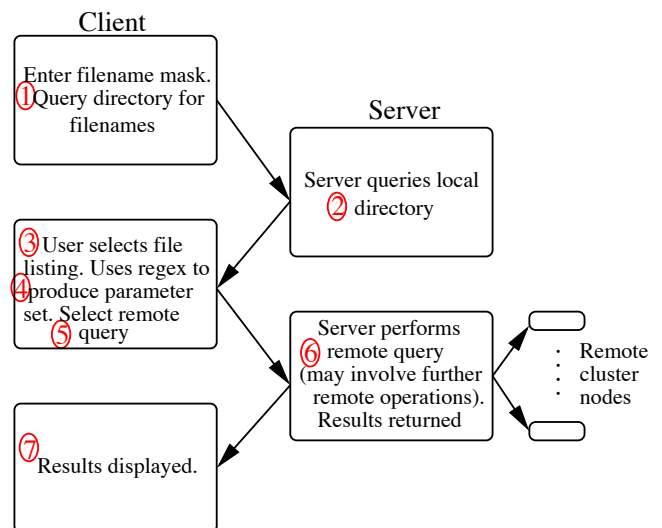 Client
Enter filename mask.
1 Query directory for
filenames
Server
Server queries local
2 directory
3 User selects file
listing. Uses regex to
4 produce parameter
set. Select remote
5 query
Server performs
6 remote query
(may involve further
remote operations).
Results returned
Remote
cluster
nodes
7
Results displayed.